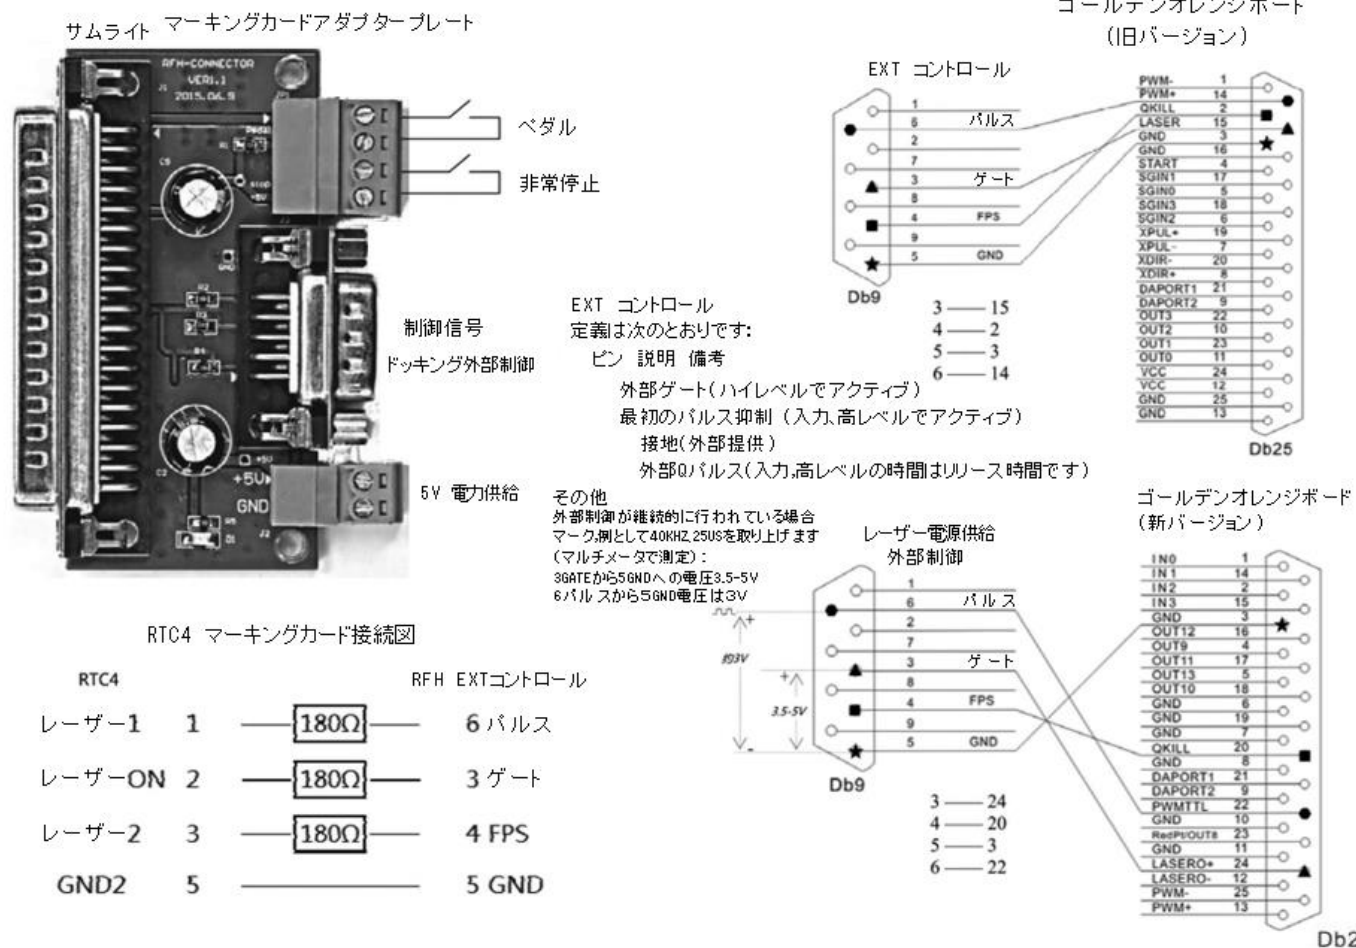 サムライト マーキングカードアダプタープレート
RFH-CONNECTOR
VER1.1
2015.06.9
J1
C5
R1
STOP
+5V
GND
R2
R3
R4
+5V
C2
+5V
GND
R5
D1
J2
ペダル
非常停止
制御信号
ドッキング外部制御
5V 電力供給
RTC4 マーキングカード接続図
RTC4
RFH EXTコントロール
レーザー1 1 180Ω 6 パルス
レーザーON 2 180Ω 3 ゲート
レーザー2 3 180Ω 4 FPS
GND2 5 5 GND
EXT コントロール
定義は次のとおりです:
ピン 説明 備考
外部ゲート(ハイレベルでアクティブ)
最初のパルス抑制 (入力、高レベルでアクティブ)
接地(外部提供)
外部Qパルス(入力,高レベルの時間はリリース時間です)
その他
外部制御が継続的に行われている場合
マーク,例として40KHZ,25USを取り上げます
(マルチメータで測定):
3GATEから5GNDへの電圧3.5-5V
6パルスから5GND電圧は3V
ゴールデンオレンジボード
(旧バージョン)
EXT コントロール
1
6 パルス
2
7
3 ゲート
8
4 FPS
9
5 GND
Db9
3 — 15
4 — 2
5 — 3
6 — 14
PWM- 1
PWM+ 14
QKILL 2
LASER 15
GND 3
GND 16
START 4
SGIN1 17
SGIN0 5
SGIN3 18
SGIN2 6
XPUL+ 19
XPUL- 7
XDIR- 20
XDIR+ 8
DAPORT1 21
DAPORT2 9
OUT3 22
OUT2 10
OUT1 23
OUT0 11
VCC 24
VCC 12
GND 25
GND 13
Db25
ゴールデンオレンジボード
(新バージョン)
レーザー電源供給
外部制御
1
6 パルス
2
7
3 ゲート
8
4 FPS
9
5 GND
+
約3V
-
+
3.5-5V
Db9
3 — 24
4 — 20
5 — 3
6 — 22
IN0 1
IN1 14
IN2 2
IN3 15
GND 3
OUT12 16
OUT9 4
OUT11 17
OUT13 5
OUT10 18
GND 6
GND 19
GND 7
QKILL 20
GND 8
DAPORT1 21
DAPORT2 9
PWMTTL 22
GND 10
RedPt/OUT8 23
GND 11
LASERO+ 24
LASERO- 12
PWM- 25
PWM+ 13
Db2